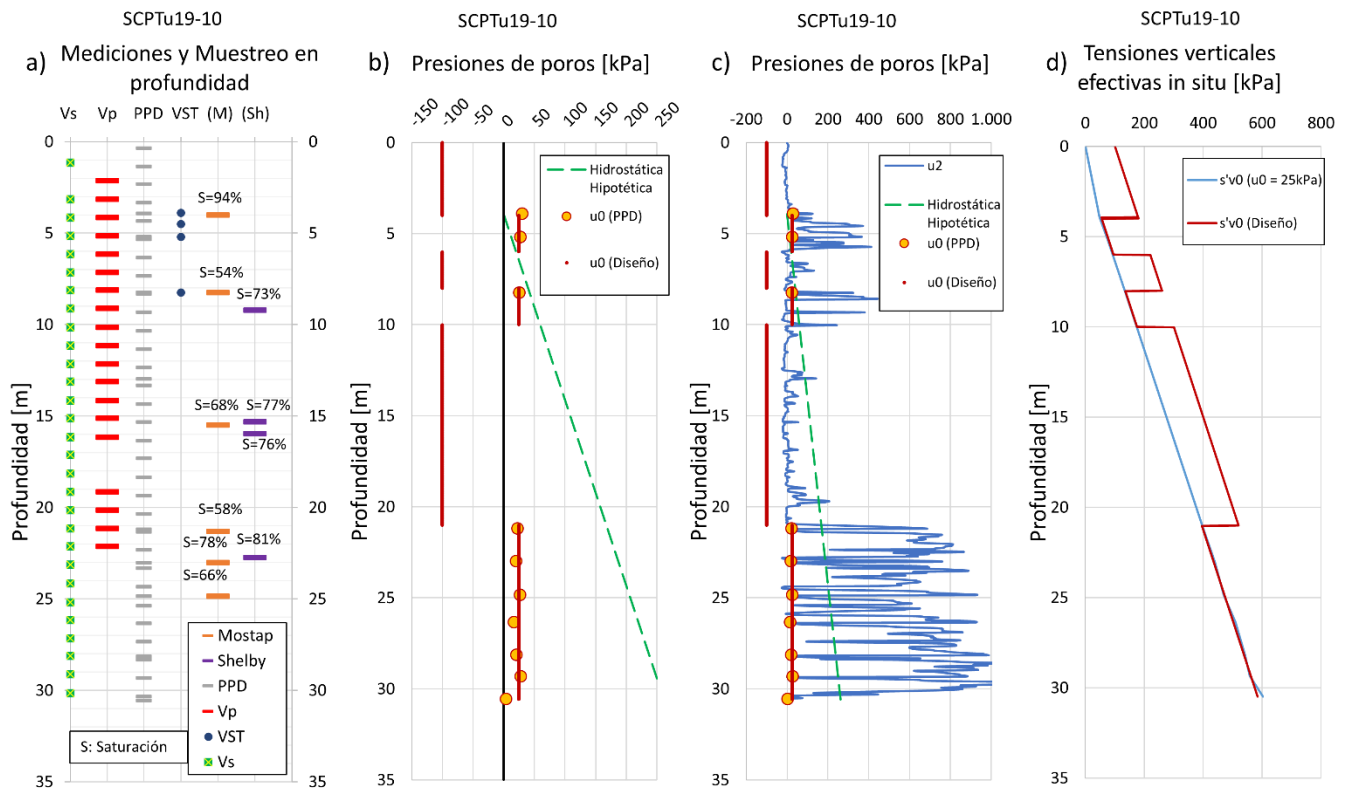 SCPTu19-10
a) Mediciones y Muestreo en
profundidad
Vs Vp PPD VST (M) (Sh)
0
5
10
15
20
25
30
35
Profundidad [m]
S=94%
S=54%
S=73%
S=68%
S=77%
S=76%
S=58%
S=78%
S=81%
S=66%
Mostap
Shelby
PPD
Vp
VST
Vs
S: Saturación
0
5
10
15
20
25
30
35
SCPTu19-10
b) Presiones de poros [kPa]
-150 -100 -50 0 50 100 150 200 250
0
5
10
15
20
25
30
35
Profundidad [m]
Hidrostática
Hipotética
u0 (PPD)
u0 (Diseño)
SCPTu19-10
c) Presiones de poros [kPa]
-200 0 200 400 600 800 1.000
0
5
10
15
20
25
30
35
Profundidad [m]
u2
Hidrostática
Hipotética
u0 (PPD)
u0 (Diseño)
SCPTu19-10
d) Tensiones verticales
efectivas in situ [kPa]
0 200 400 600 800
0
5
10
15
20
25
30
35
Profundidad [m]
s'v0 (u0 = 25kPa)
s'v0 (Diseño)